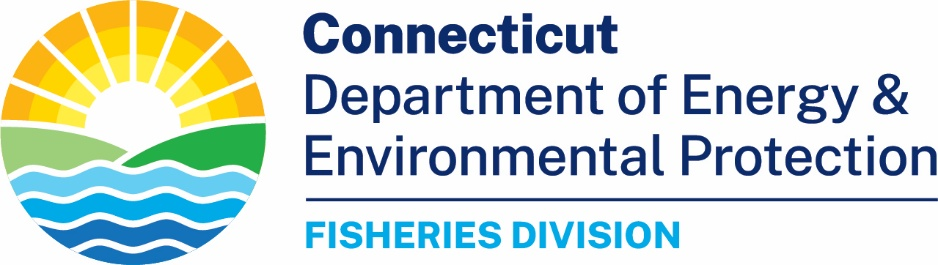 Connecticut
Department of Energy &
Environmental Protection
FISHERIES DIVISION